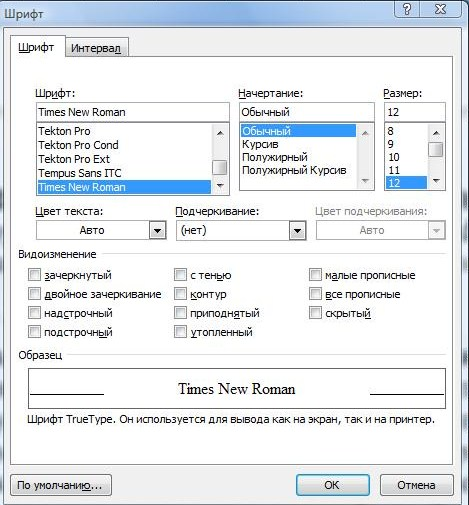 Шрифт
Шрифт Интервал
Шрифт: Начертание: Размер:
Times New Roman Обычный 12
Tekton Pro Обычный 8
Tekton Pro Cond Курсив 9
Tekton Pro Ext Полужирный 10
Tempus Sans ITC Полужирный Курсив 11
Times New Roman 12
Цвет текста: Подчеркивание: Цвет подчеркивания:
Авто (нет) Авто
Видоизменение
зачеркнутый с тенью малые прописные
двойное зачеркивание контур все прописные
надстрочный приподнятый скрытый
подстрочный утопленный
Образец
Times New Roman
Шрифт TrueType. Он используется для вывода как на экран, так и на принтер.
По умолчанию... ОК Отмена